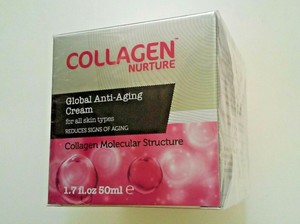 COLLAGEN™
NURTURE
Global Anti-Aging
Cream
for all skin types
REDUCES SIGNS OF AGING
Collagen Molecular Structure
1.7 fl.oz 50ml ℮